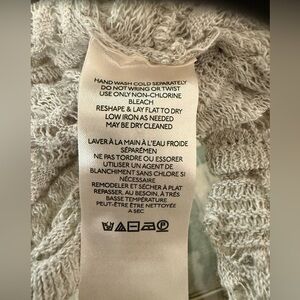 HAND WASH COLD SEPARATELY
DO NOT WRING OR TWIST
USE ONLY NON-CHLORINE
BLEACH
RESHAPE & LAY FLAT TO DRY
LOW IRON AS NEEDED
MAY BE DRY CLEANED
LAVER À LA MAIN À L'EAU FROIDE
SÉPARÉMEN
NE PAS TORDRE OU ESSORER
UTILISER UN AGENT DE
BLANCHIMENT SANS CHLORE SI
NÉCESSAIRE
REMODELER ET SÉCHER À PLAT
REPASSER, AU BESOIN, À TRÈS
BASSE TEMPÉRATURE
PEUT-ÊTRE ÊTRE NETTOYÉE
A SEC